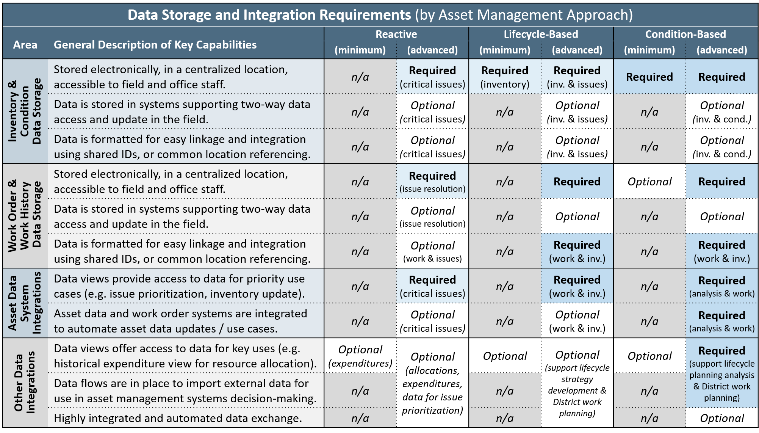 Data Storage and Integration Requirements (by Asset Management Approach)
Area General Description of Key Capabilities Reactive Lifecycle-Based Condition-Based
(minimum) (advanced) (minimum) (advanced) (minimum) (advanced)
Inventory & Condition Data Storage
Stored electronically, in a centralized location, accessible to field and office staff.
n/a
Required (critical issues)
Required (inventory)
Required (inv. & issues)
Required
Required
Data is stored in systems supporting two-way data access and update in the field.
n/a
Optional (critical issues)
n/a
Optional (inv. & issues)
n/a
Optional (inv. & cond.)
Data is formatted for easy linkage and integration using shared IDs, or common location referencing.
n/a
Optional (critical issues)
n/a
Optional (inv. & issues)
n/a
Optional (inv. & cond.)
Work Order & Work History Data Storage
Stored electronically, in a centralized location, accessible to field and office staff.
n/a
Required (issue resolution)
n/a
Required
Optional
Required
Data is stored in systems supporting two-way data access and update in the field.
n/a
Optional (issue resolution)
n/a
Optional
n/a
Optional
Data is formatted for easy linkage and integration using shared IDs, or common location referencing.
n/a
Optional (work & issues)
n/a
Required (work & inv.)
n/a
Required (work & inv.)
Asset Data System Integrations
Data views provide access to data for priority use cases (e.g. issue prioritization, inventory update).
n/a
Required (critical issues)
n/a
Required (work & inv.)
n/a
Required (analysis & work)
Asset data and work order systems are integrated to automate asset data updates / use cases.
n/a
Optional (critical issues)
n/a
Optional (work & inv.)
n/a
Required (analysis & work)
Other Data Integrations
Data views offer access to data for key uses (e.g. historical expenditure view for resource allocation).
Optional (expenditures)
Optional (allocations, expenditures, data for issue prioritization)
Optional
Optional (support lifecycle strategy development & District work planning)
Optional
Required (support lifecycle planning analysis & District work planning)
Data flows are in place to import external data for use in asset management systems decision-making.
n/a
n/a
n/a
Highly integrated and automated data exchange.
n/a
n/a
n/a
Optional